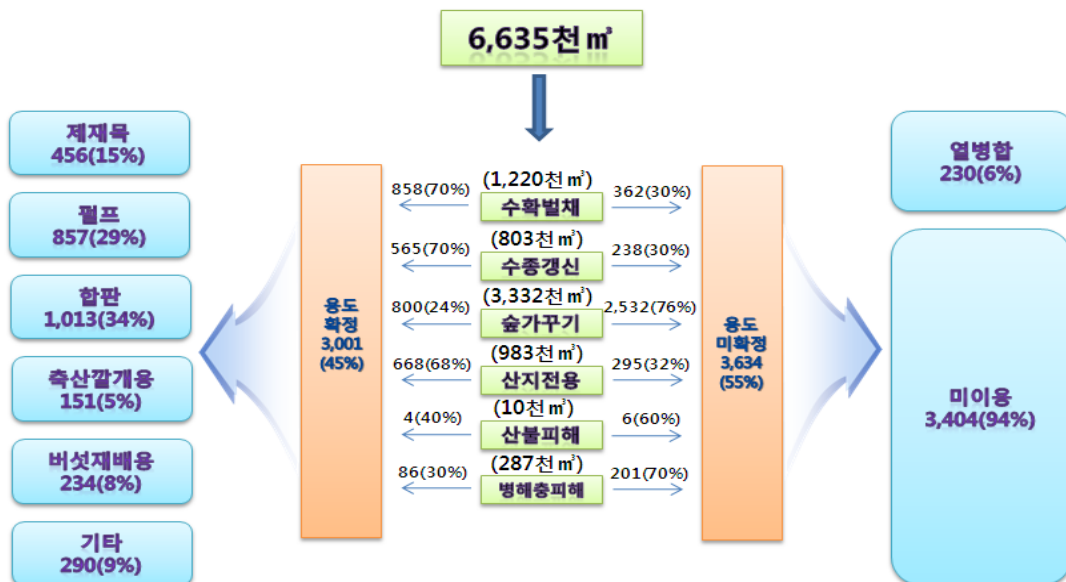 6,635천㎥
제재목
456(15%)
펄프
857(29%)
합판
1,013(34%)
축산깔개용
151(5%)
버섯재배용
234(8%)
기타
290(9%)
용도
확정
3,001
(45%)
(1,220천㎥)
858(70%) 수확벌채 362(30%)
(803천㎥)
565(70%) 수종갱신 238(30%)
(3,332천㎥)
800(24%) 숲가꾸기 2,532(76%)
(983천㎥)
668(68%) 산지전용 295(32%)
(10천㎥)
4(40%) 산불피해 6(60%)
(287천㎥)
86(30%) 병해충피해 201(70%)
용도
미확정
3,634
(55%)
열병합
230(6%)
미이용
3,404(94%)